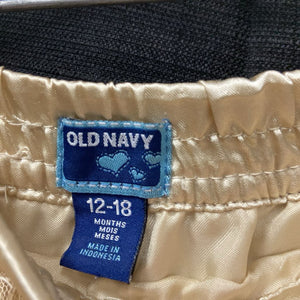 OLD NAVY
12-18
MONTHS
MOIS
MESES
MADE IN
INDONESIA